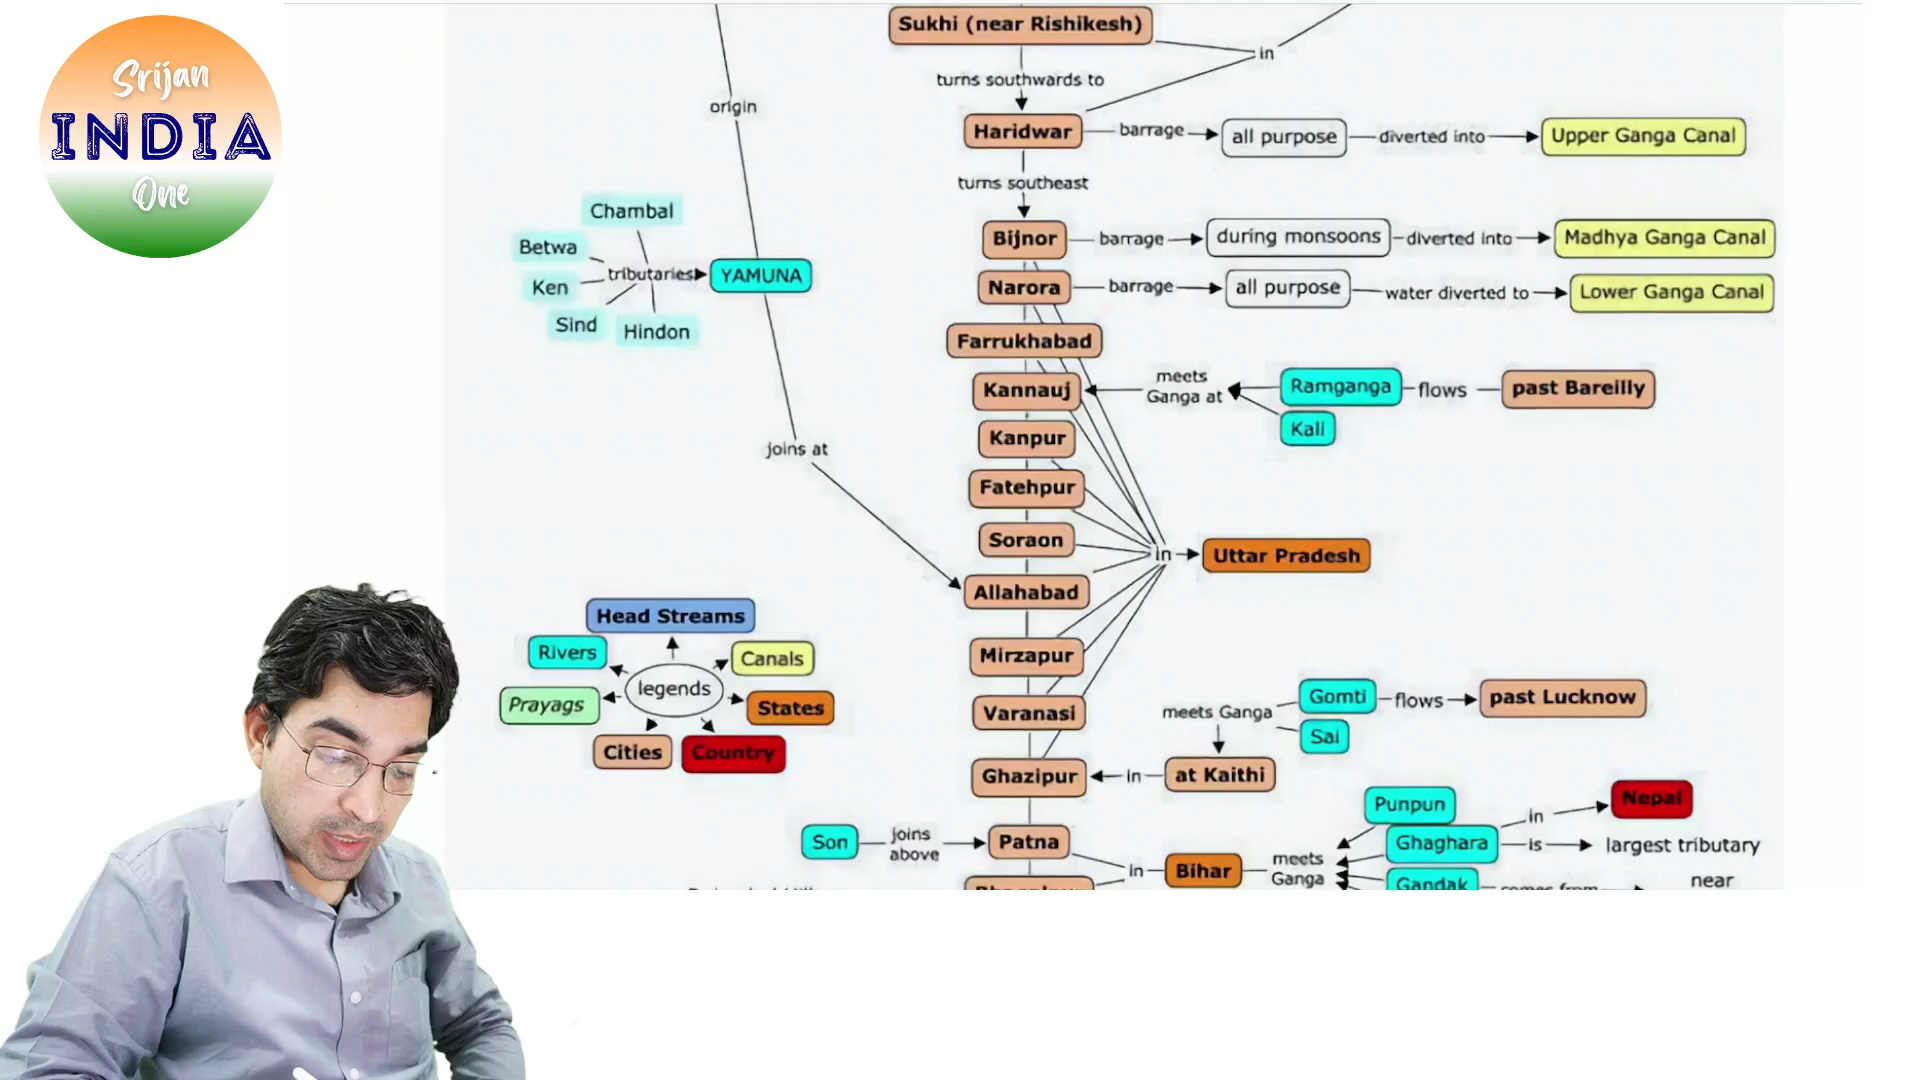 Srijan
INDIA
One
Sukhi (near Rishikesh)
in
turns southwards to
origin
Haridwar
barrage
all purpose
diverted into
Upper Ganga Canal
turns southeast
Chambal
Betwa
Ken
Sind
Hindon
tributaries
YAMUNA
Bijnor
barrage
during monsoons
diverted into
Madhya Ganga Canal
Narora
barrage
all purpose
water diverted to
Lower Ganga Canal
Farrukhabad
Kannauj
meets
Ganga at
Ramganga
flows
past Bareilly
Kali
Kanpur
joins at
Fatehpur
Soraon
in
Uttar Pradesh
Allahabad
Head Streams
Rivers
Canals
legends
Prayags
States
Cities
Country
Mirzapur
Varanasi
meets Ganga
Gomti
flows
past Lucknow
Sai
Ghazipur
in
at Kaithi
Punpun
in
Nepal
Son
joins
above
Patna
in
Bihar
meets
Ganga
Ghaghara
is
largest tributary
Gandak
comes from
near